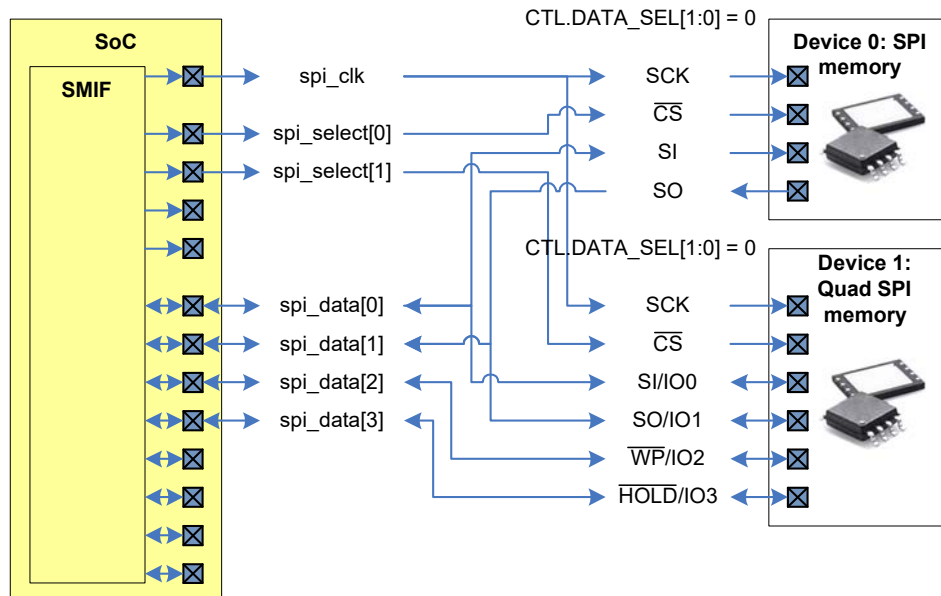 SoC
SMIF
spi_clk
spi_select[0]
spi_select[1]
spi_data[0]
spi_data[1]
spi_data[2]
spi_data[3]
CTL.DATA_SEL[1:0] = 0
SCK
CS
SI
SO
Device 0: SPI
memory
CTL.DATA_SEL[1:0] = 0
SCK
CS
SI/IO0
SO/IO1
WP/IO2
HOLD/IO3
Device 1:
Quad SPI
memory